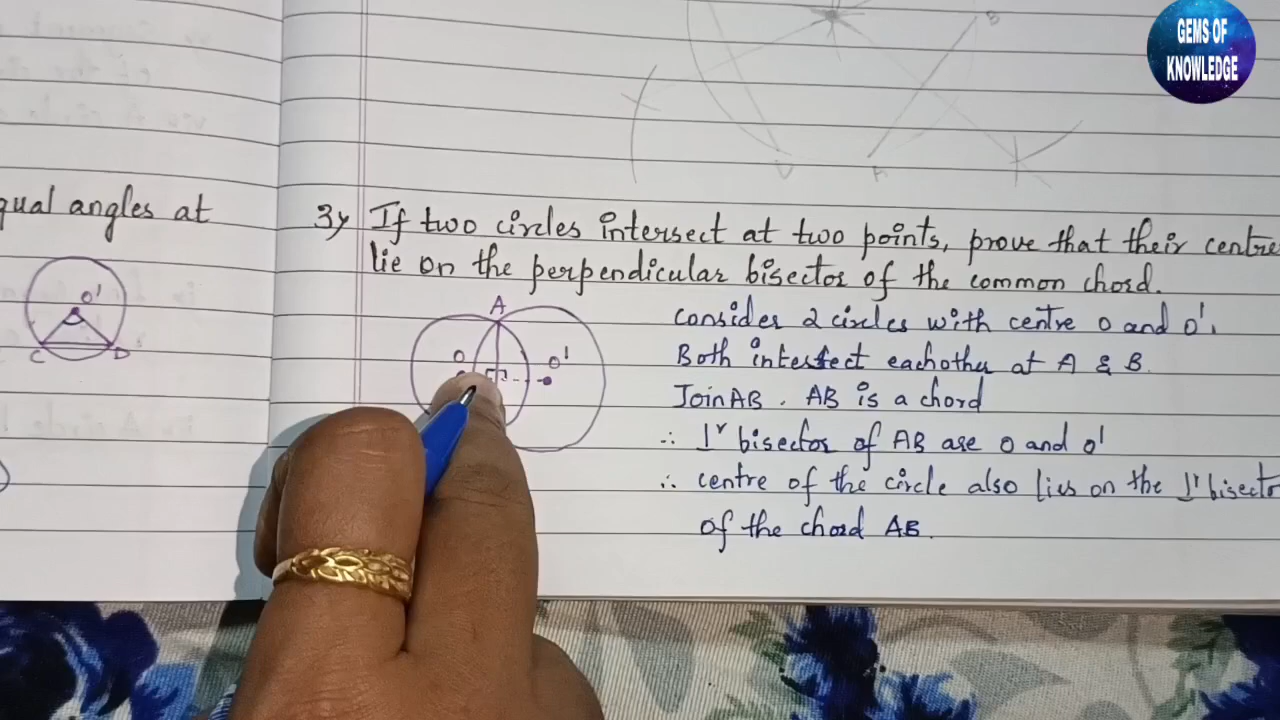 GEMS OF
KNOWLEDGE
B
qual angles at
O'
C D
3) If two circles intersect at two points, prove that their centre
lie on the perpendicular bisector of the common chord.
A
O O'
Consider 2 circles with centre O and O'.
Both intersect eachother at A & B.
Join AB. AB is a chord
∴ ⊥r bisector of AB are O and O'
∴ centre of the circle also lies on the ⊥r bisecto
of the chord AB.